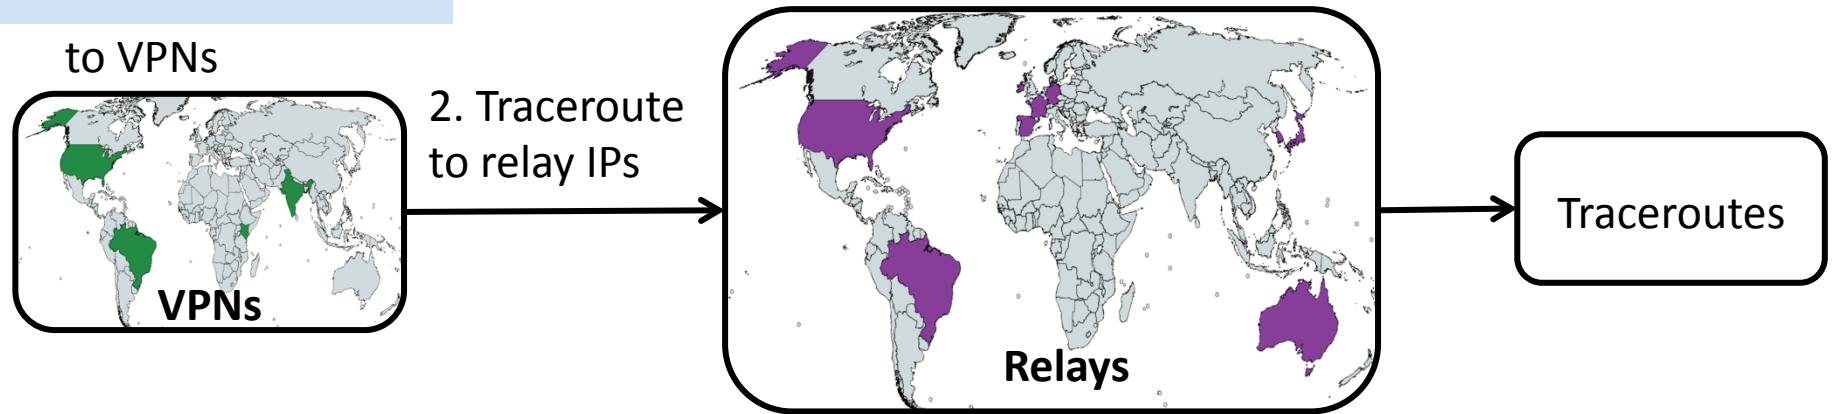 to VPNs
VPNs
2. Traceroute
to relay IPs
Relays
Traceroutes